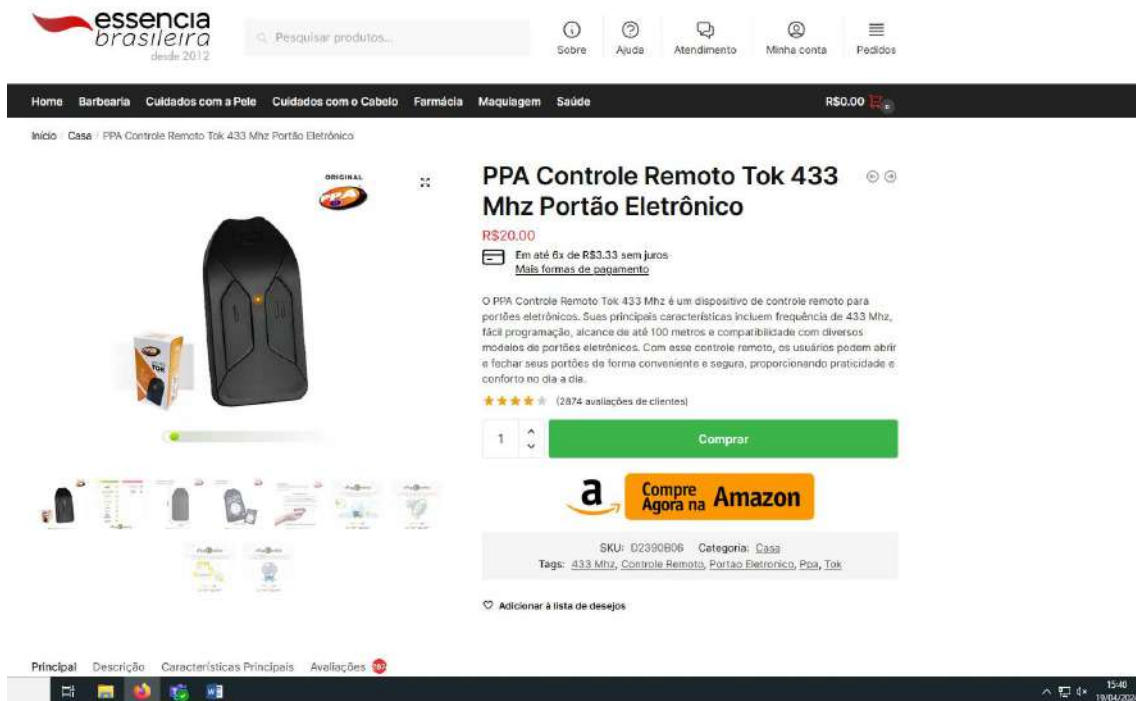 essencia
brasileira
desde 2012
Pesquisar produtos...
Sobre
Ajuda
Atendimento
Minha conta
Pedidos
Home Barbearia Cuidados com a Pele Cuidados com o Cabelo Farmácia Maquiagem Saúde R$0.00 0
Início / Casa / PPA Controle Remoto Tok 433 Mhz Portão Eletrônico
ORIGINAL
PPA
PPA Controle Remoto Tok 433
Mhz Portão Eletrônico
R$20.00
Em até 6x de R$3.33 sem juros
Mais formas de pagamento
O PPA Controle Remoto Tok 433 Mhz é um dispositivo de controle remoto para
portões eletrônicos. Suas principais características incluem frequência de 433 Mhz,
fácil programação, alcance de até 100 metros e compatibilidade com diversos
modelos de portões eletrônicos. Com esse controle remoto, os usuários podem abrir
e fechar seus portões de forma conveniente e segura, proporcionando praticidade e
conforto no dia a dia.
(2874 avaliações de clientes)
TOK
1
Comprar
a
Compre
Agora na Amazon
SKU: D2390B06 Categoria: Casa
Tags: 433 Mhz, Controle Remoto, Portao Eletronico, Ppa, Tok
Adicionar à lista de desejos
Principal Descrição Características Principais Avaliações
15:40
19/04/2024